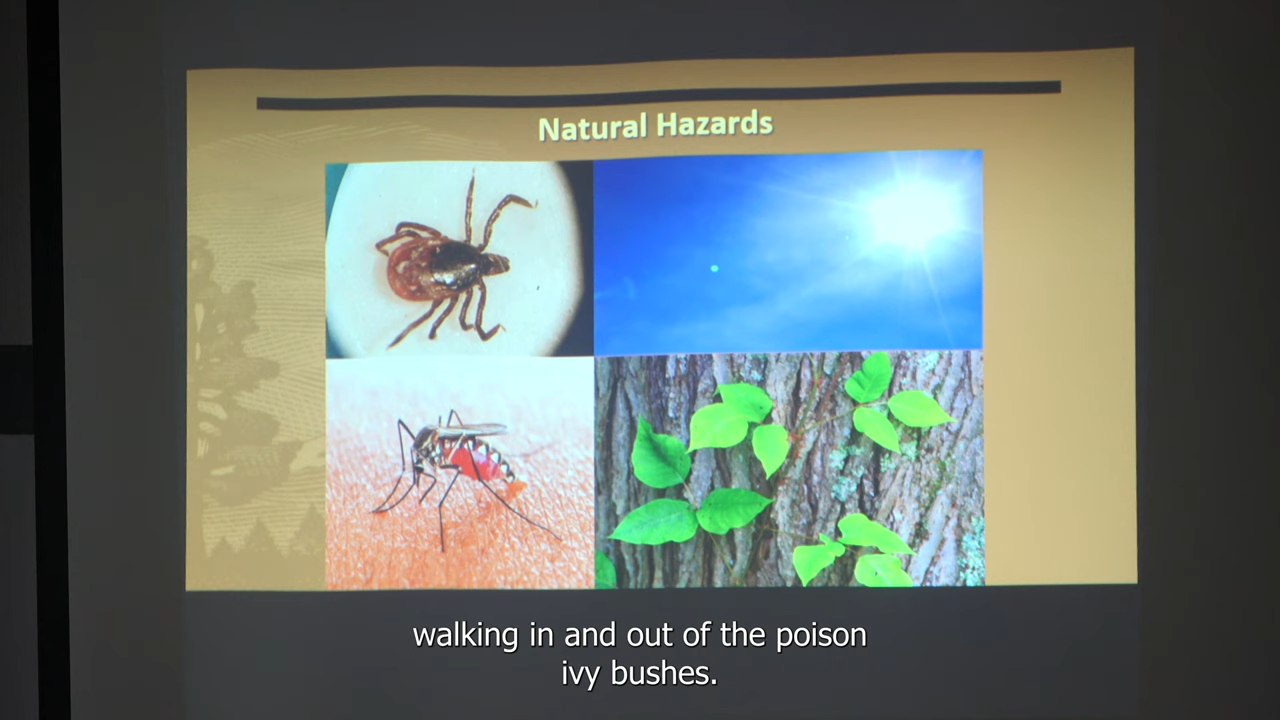 Natural Hazards
walking in and out of the poison
ivy bushes.